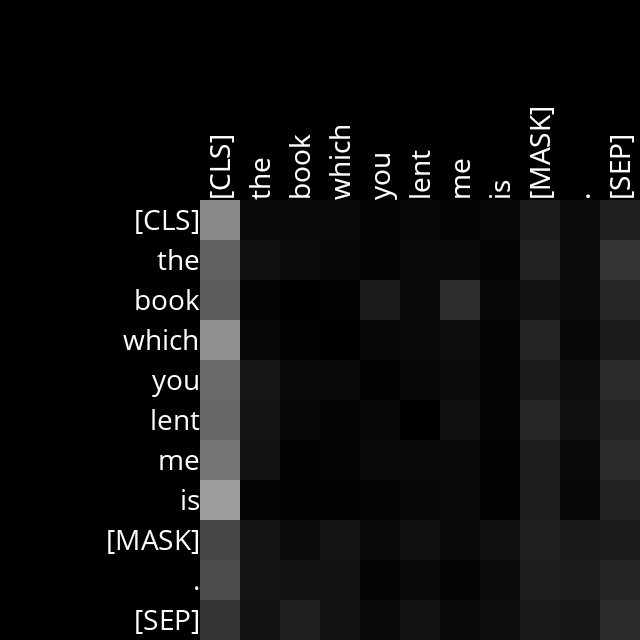 [CLS] the book which you lent me is [MASK] . [SEP]
[CLS]
the
book
which
you
lent
me
is
[MASK]
.
[SEP]